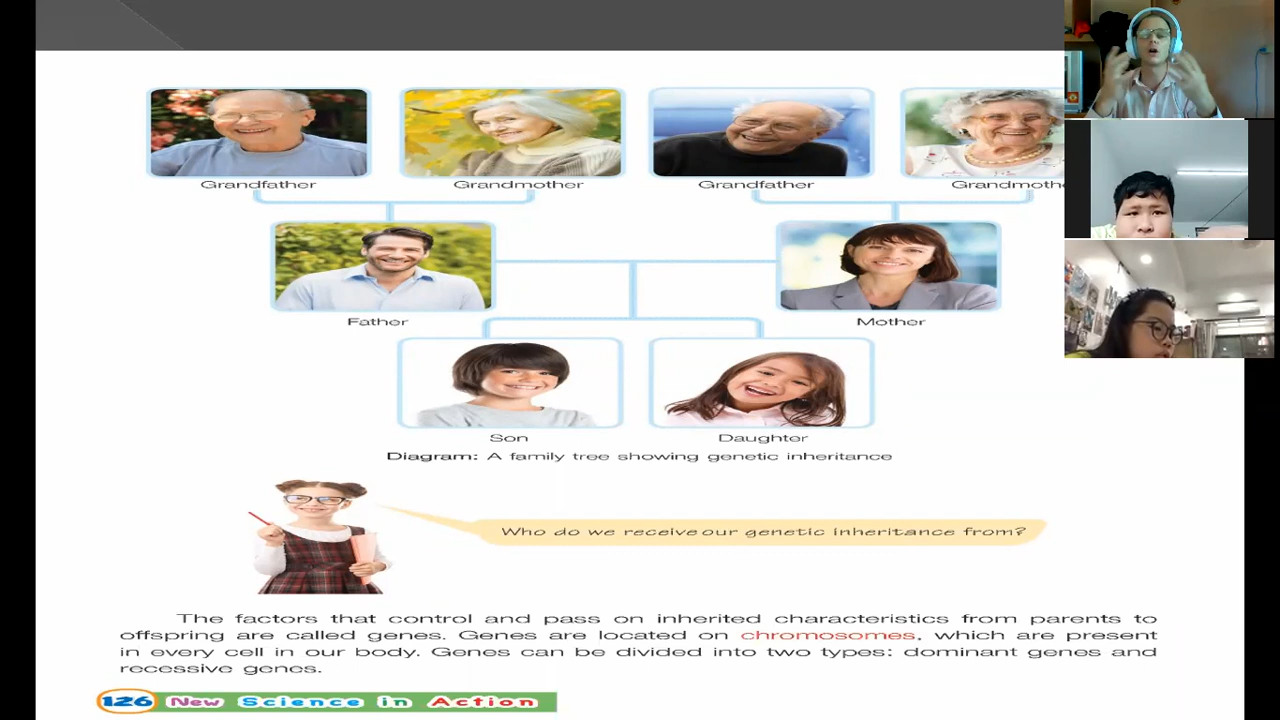 Grandfather Grandmother Grandfather Grandmoth
Father Mother
Son Daughter
Diagram: A family tree showing genetic inheritance
Who do we receive our genetic inheritance from?
The factors that control and pass on inherited characteristics from parents to
offspring are called genes. Genes are located on chromosomes, which are present
in every cell in our body. Genes can be divided into two types: dominant genes and
recessive genes.
126 New Science in Action